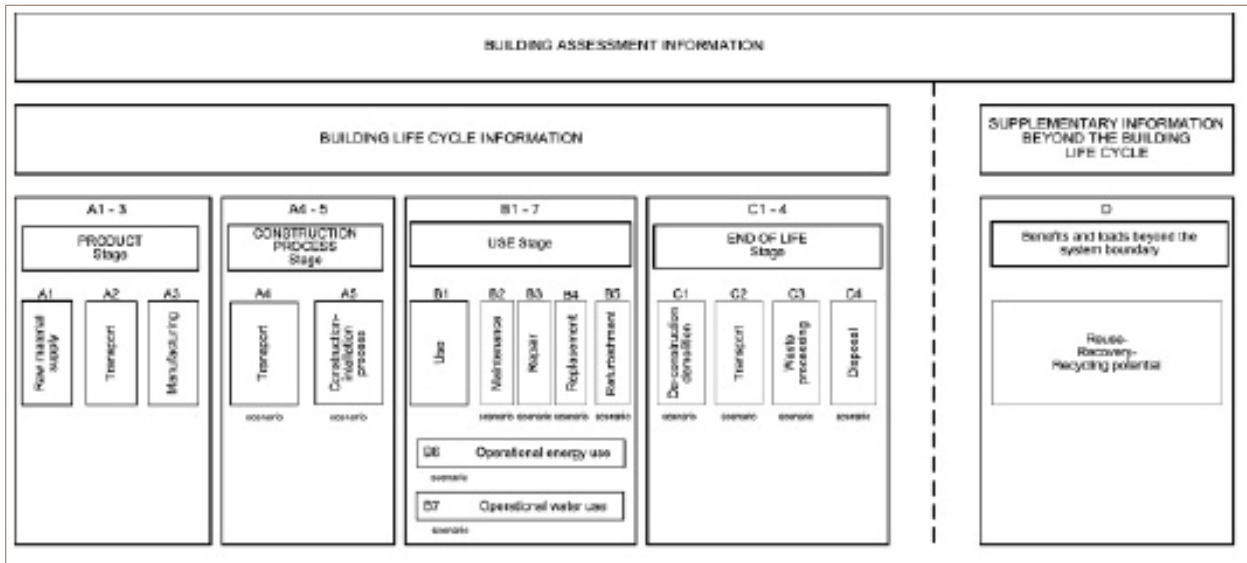 BUILDING ASSESSMENT INFORMATION
BUILDING LIFE CYCLE INFORMATION
SUPPLEMENTARY INFORMATION
BEYOND THE BUILDING
LIFE CYCLE
A1 - 3
PRODUCT
Stage
A1
Raw material
supply
A2
Transport
A3
Manufacturing
A4 - 5
CONSTRUCTION
PROCESS
Stage
A4
Transport
scenario
A5
Construction-
intallation
process
scenario
B1 - 7
USE Stage
B1
Use
B2
Maintenance
scenario
B3
Repair
scenario
B4
Replacement
scenario
B5
Refurbishment
scenario
B6 Operational energy use
scenario
B7 Operational water use
scenario
C1 - 4
END OF LIFE
Stage
C1
De-construction
demolition
scenario
C2
Transport
scenario
C3
Waste
processing
scenario
C4
Disposal
scenario
D
Benefits and loads beyond the
system boundary
Reuse-
Recovery-
Recycling potential